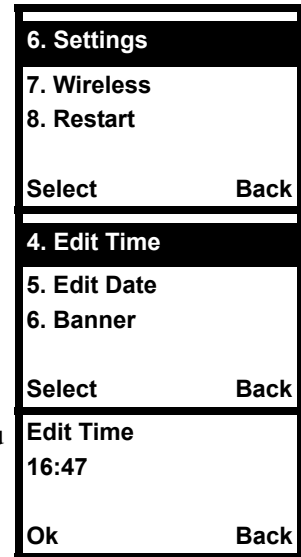 6. Settings
7. Wireless
8. Restart
Select Back
4. Edit Time
5. Edit Date
6. Banner
Select Back
Edit Time
16:47
Ok Back